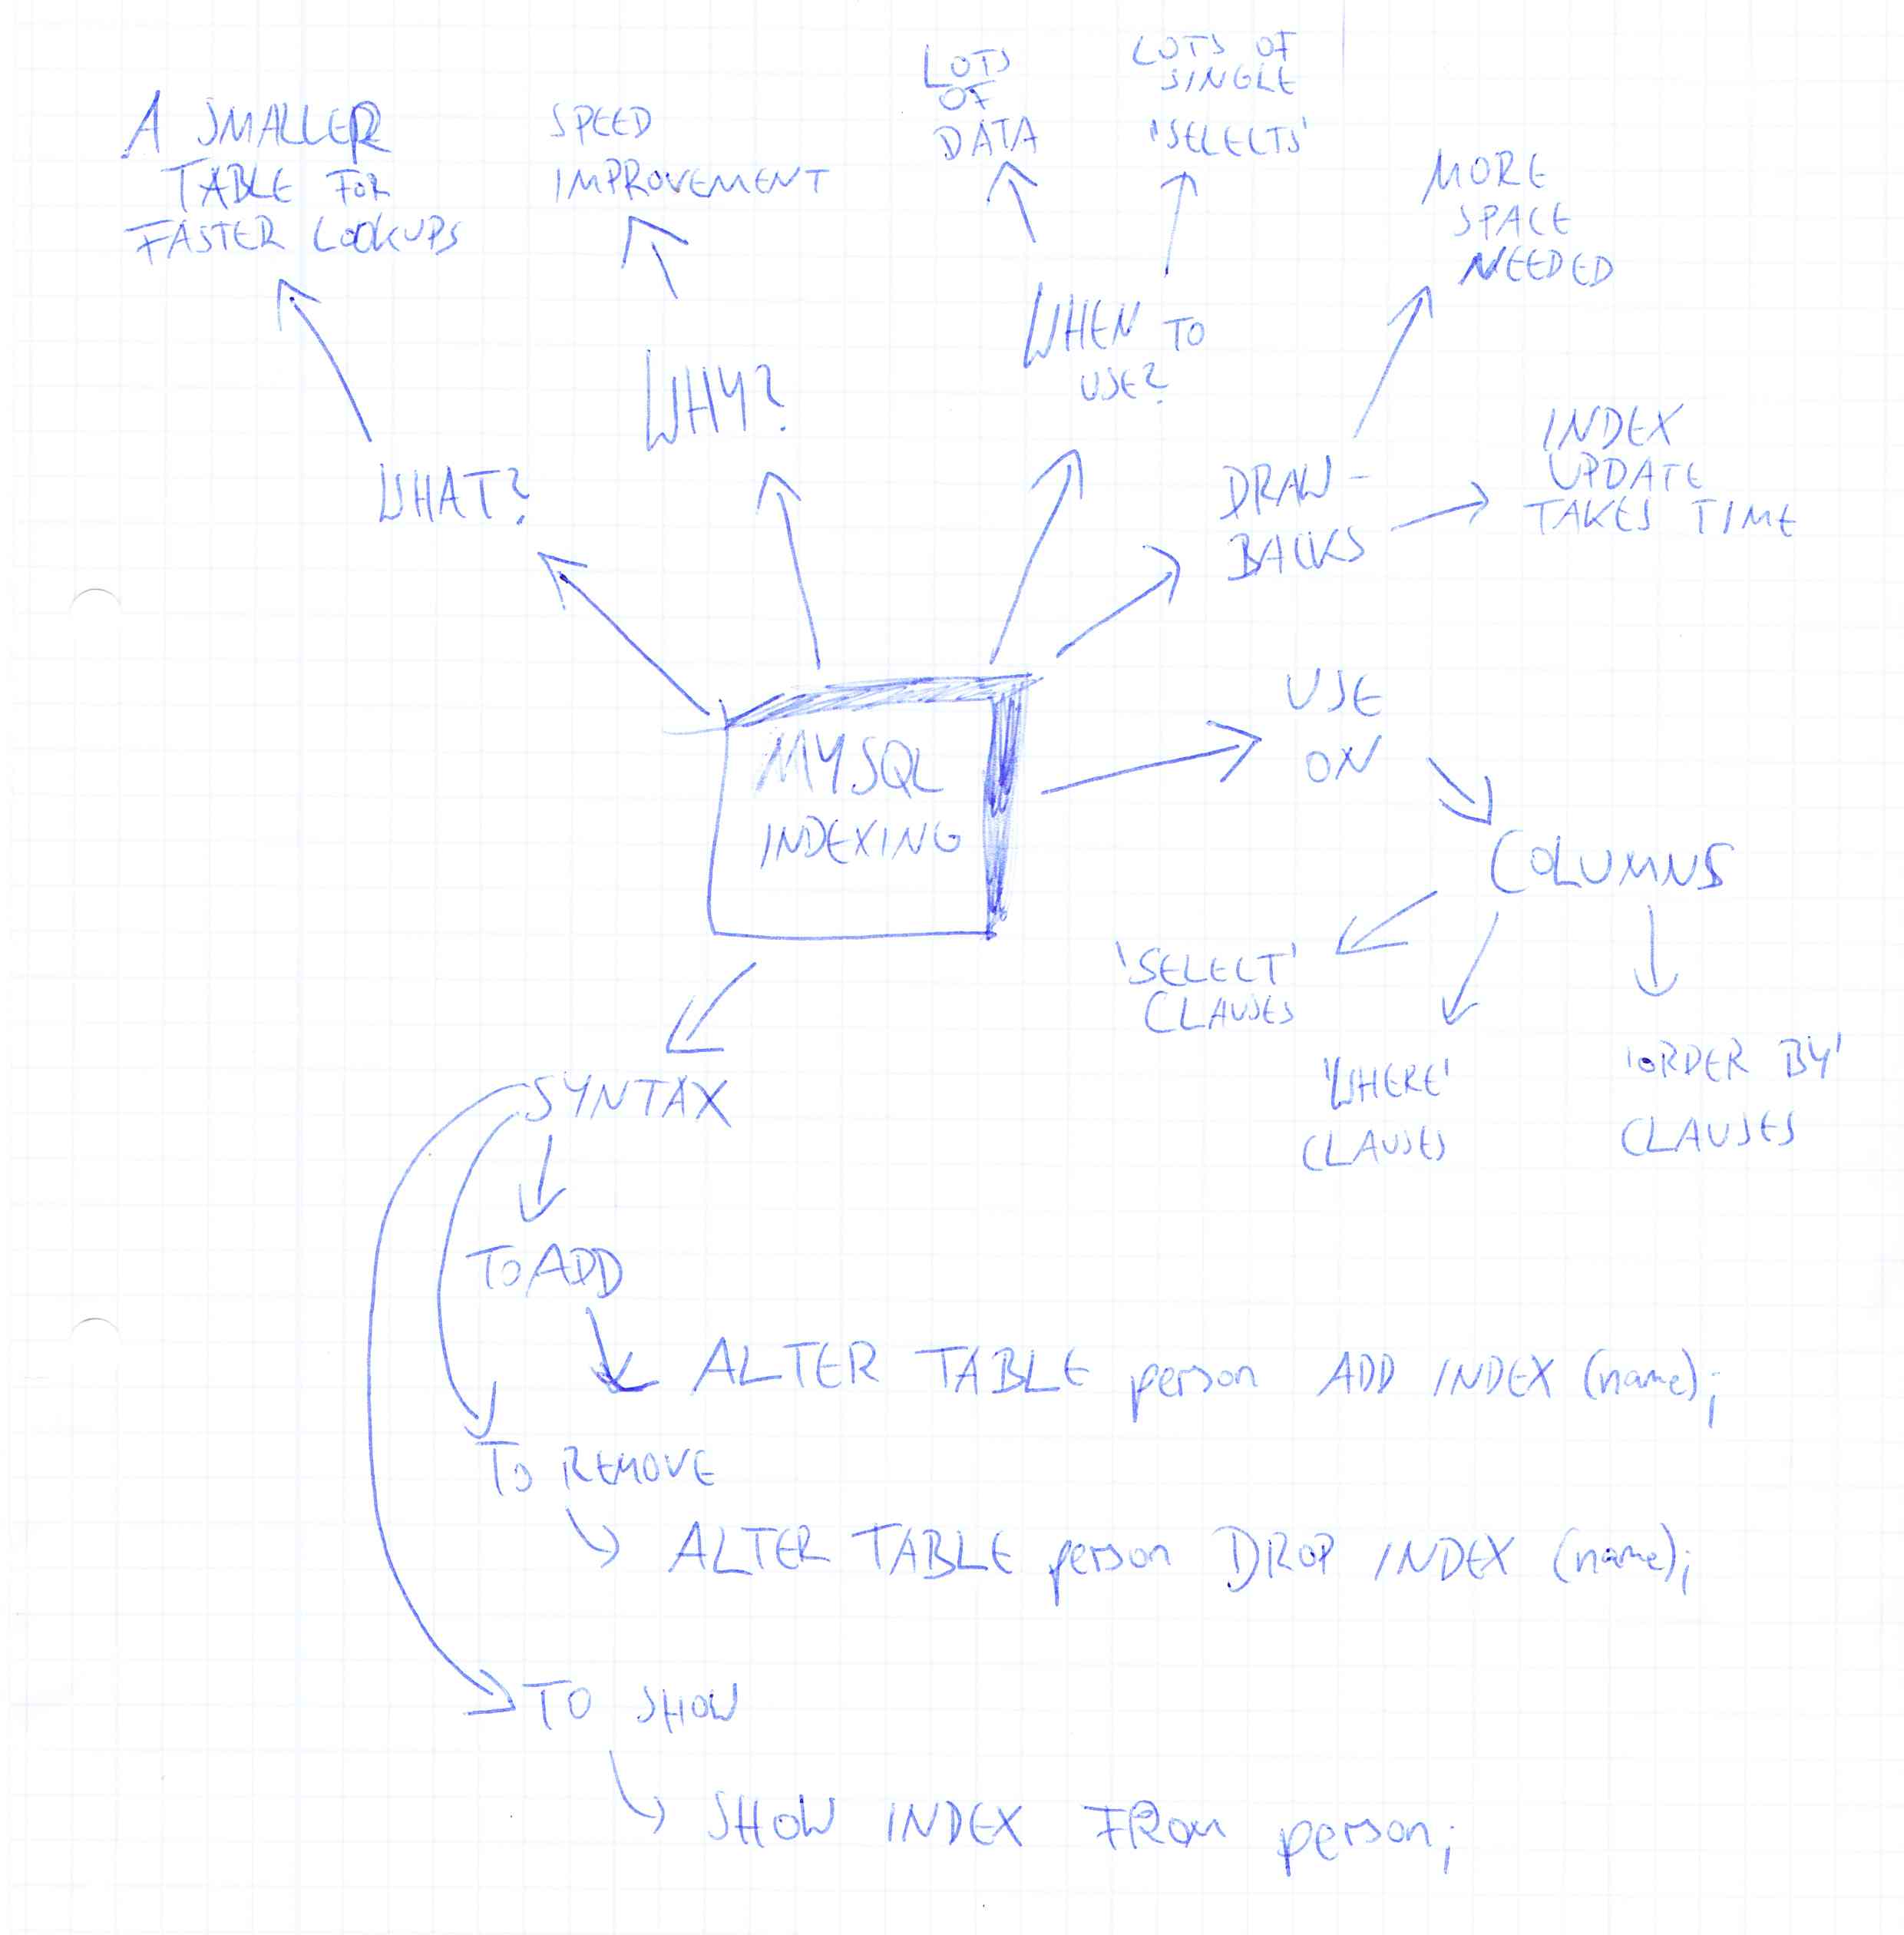 A SMALLER
TABLE FOR
FASTER LOOKUPS
SPEED
IMPROVEMENT
LOTS
OF
DATA
LOTS OF
SINGLE
'SELECTS'
MORE
SPACE
NEEDED
WHAT?
WHY?
WHEN TO
USE?
DRAW-
BACKS
INDEX
UPDATE
TAKES TIME
MYSQL
INDEXING
USE
ON
COLUMNS
'SELECT'
CLAUSES
'WHERE'
CLAUSES
'ORDER BY'
CLAUSES
SYNTAX
TO ADD
ALTER TABLE person ADD INDEX (name);
TO REMOVE
ALTER TABLE person DROP INDEX (name);
TO SHOW
SHOW INDEX FROM person;